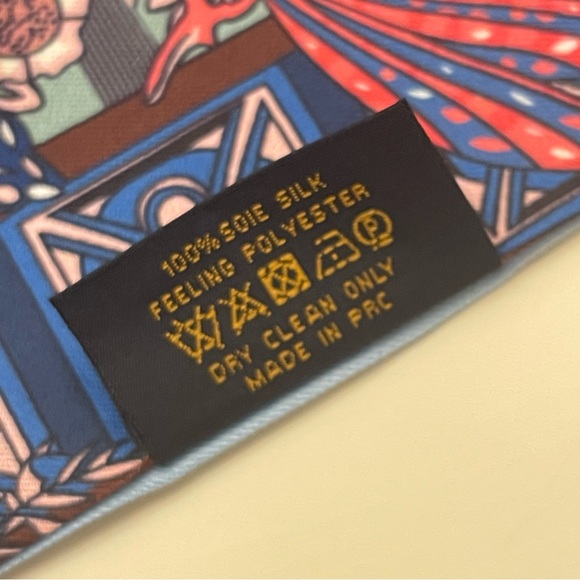 100% SOIE SILK
FEELING POLYESTER
P
DRY CLEAN ONLY
MADE IN PRC